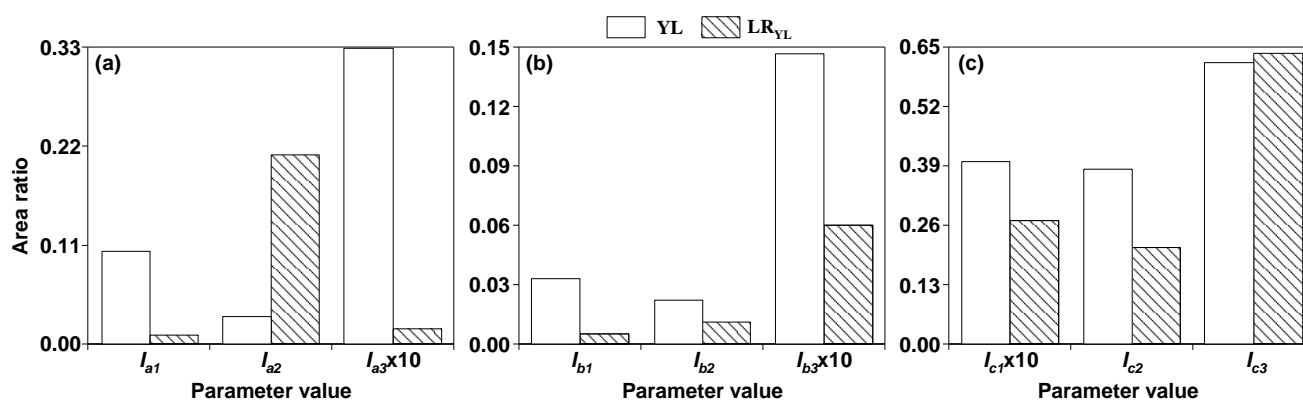 YL LR_YL
(a)
0.33
0.22
0.11
0.00
Area ratio
I_a1 I_a2 I_a3x10
Parameter value
(b)
0.15
0.12
0.09
0.06
0.03
0.00
I_b1 I_b2 I_b3x10
Parameter value
(c)
0.65
0.52
0.39
0.26
0.13
0.00
I_c1x10 I_c2 I_c3
Parameter value